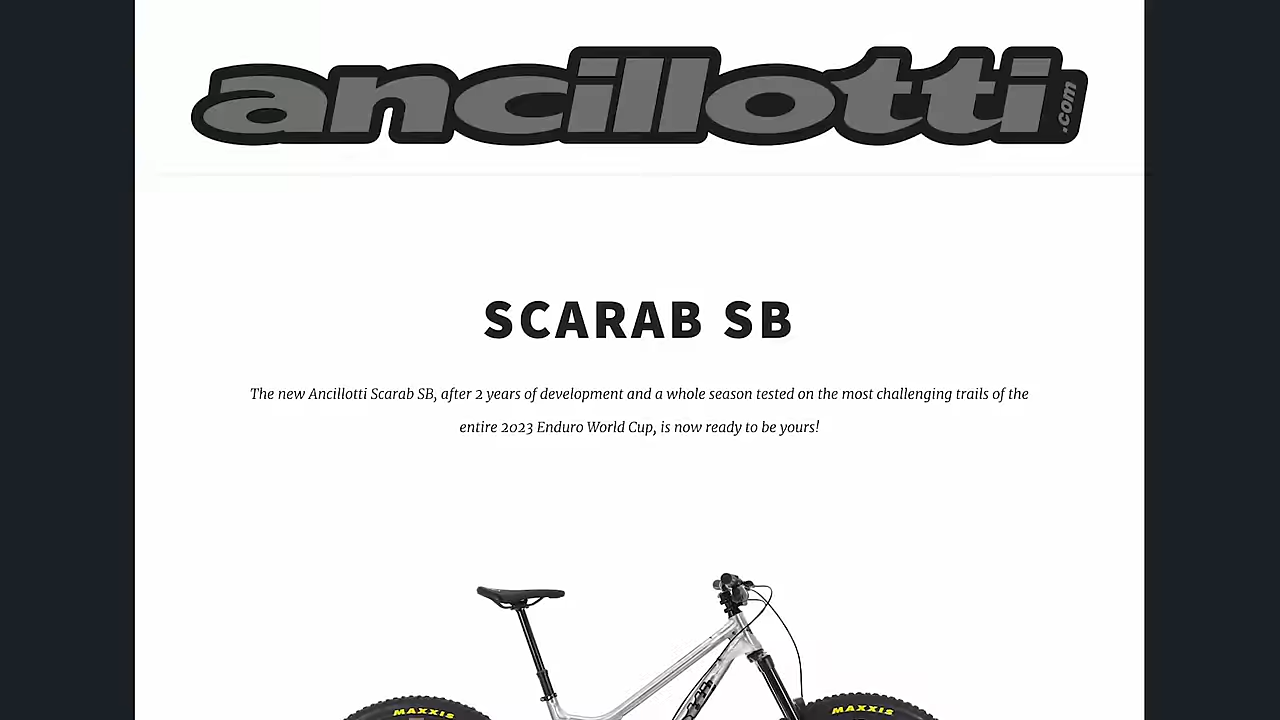 ancillotti
.com
SCARAB SB
The new Ancillotti Scarab SB, after 2 years of development and a whole season tested on the most challenging trails of the
entire 2023 Enduro World Cup, is now ready to be yours!
MAXXIS
MAXXIS